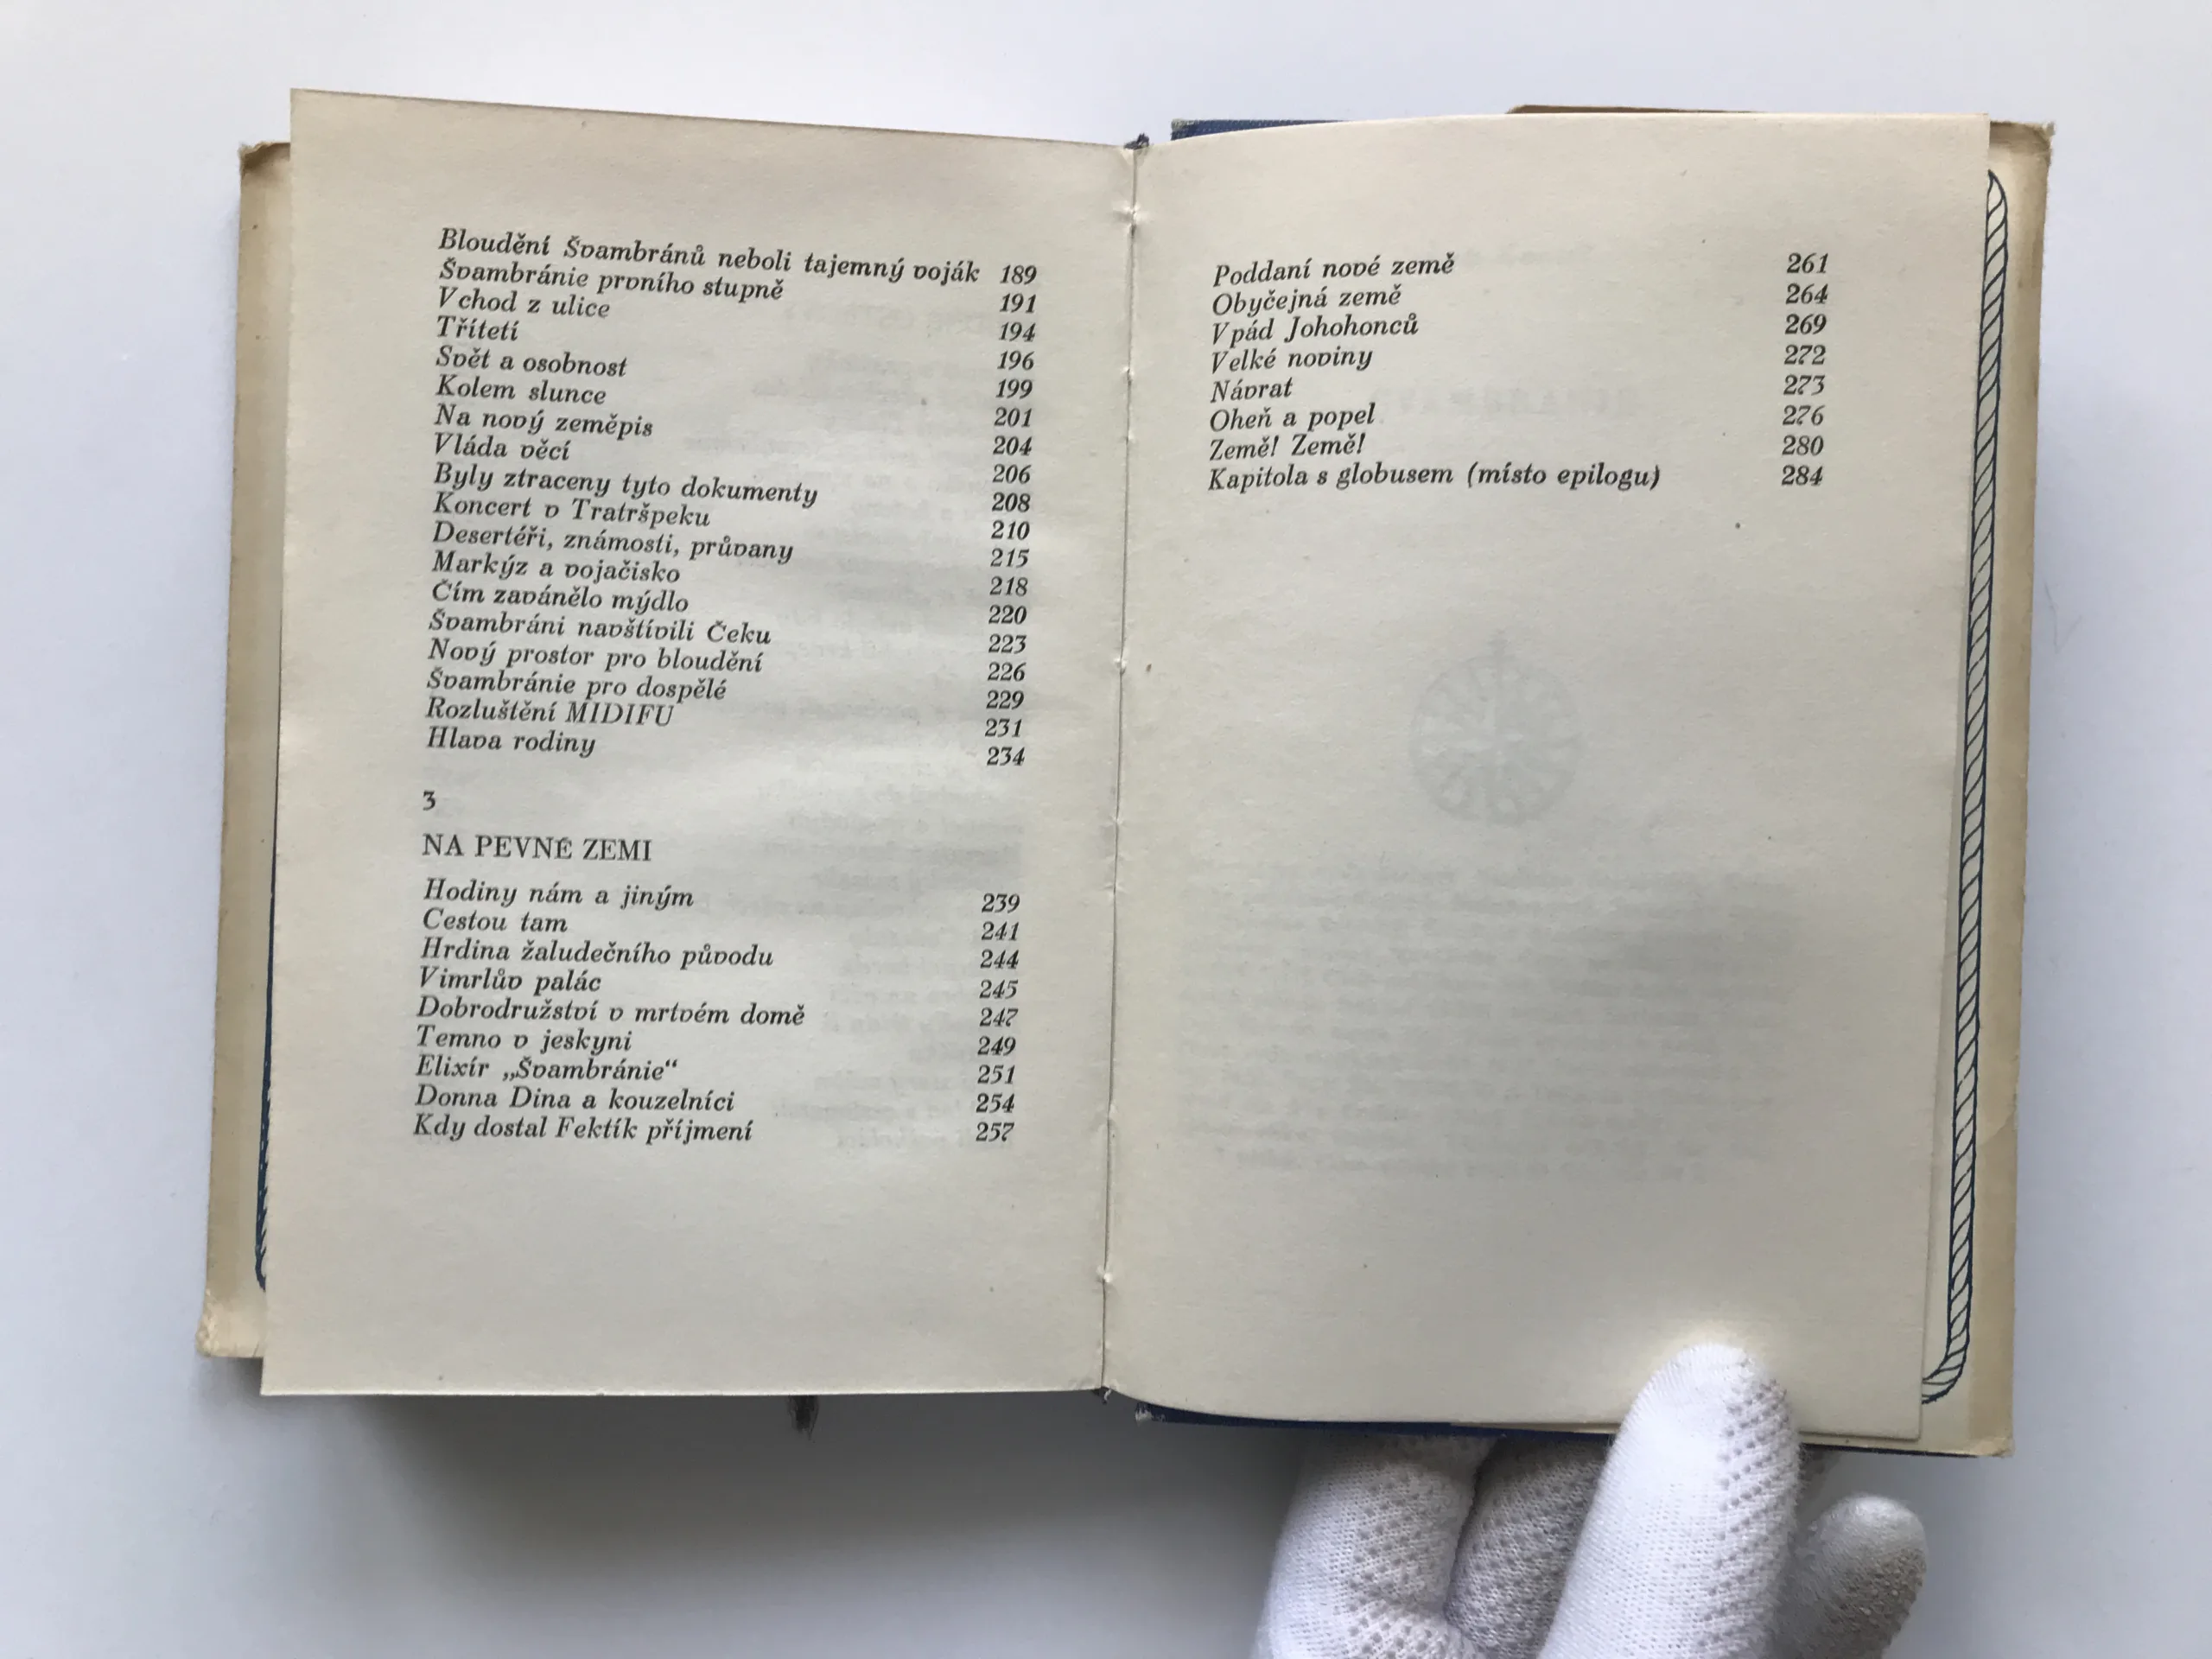 Bloudění Švambránů neboli tajemný voják 189
Švambránie prvního stupně 191
Vchod z ulice 194
Třítetí 196
Svět a osobnost 199
Kolem slunce 201
Na nový zeměpis 204
Vláda věcí 206
Byly ztraceny tyto dokumenty 208
Koncert v Tratršpeku 210
Desertéři, známosti, průvany 215
Markýz a vojačisko 218
Čím zavánělo mýdlo 220
Švambráni navštívili Čeku 223
Nový prostor pro bloudění 226
Švambránie pro dospělé 229
Rozluštění MIDIFU 231
Hlava rodiny 234
3
NA PEVNÉ ZEMI
Hodiny nám a jiným 239
Cestou tam 241
Hrdina žaludečního původu 244
Vimrlův palác 245
Dobrodružství v mrtvém domě 247
Temno v jeskyni 249
Elixír „Švambránie“ 251
Donna Dina a kouzelníci 254
Kdy dostal Fektík příjmení 257
Poddaní nové země 261
Obyčejná země 264
Vpád Johohonců 269
Velké noviny 272
Návrat 273
Oheň a popel 276
Země! Země! 280
Kapitola s globusem (místo epilogu) 284